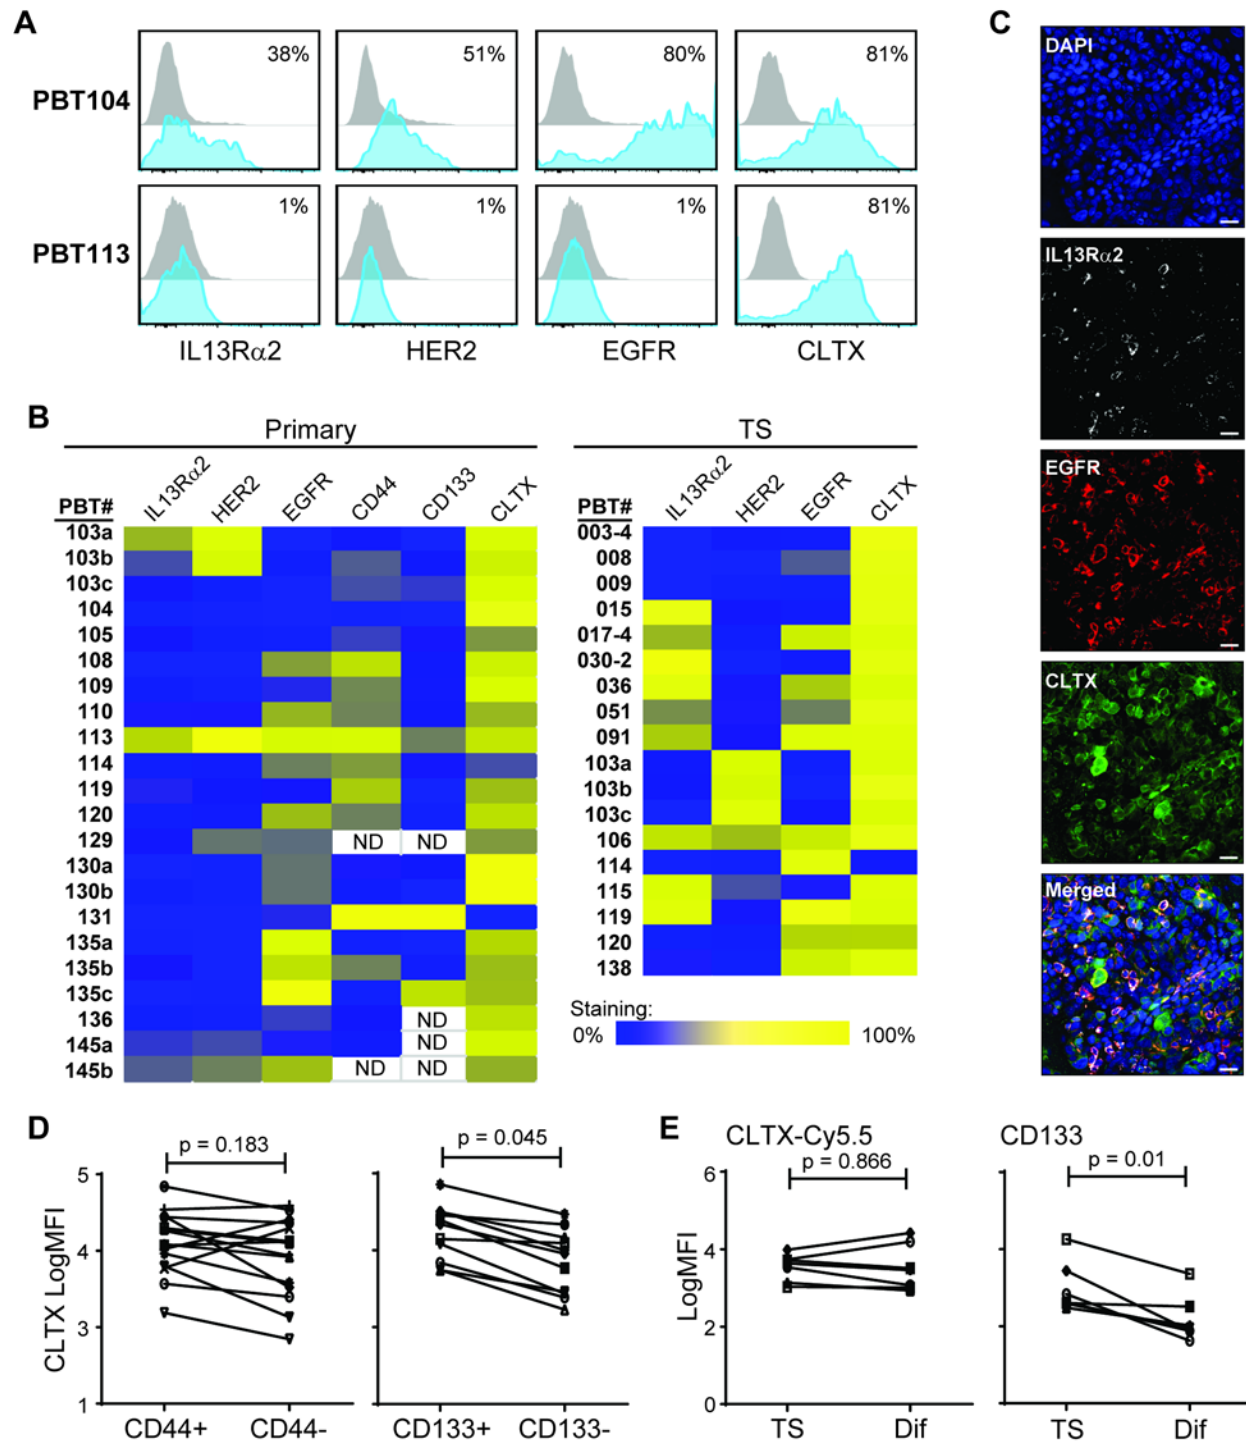 A
PBT104
38%
51%
80%
81%
PBT113
1%
1%
1%
81%
IL13Rα2 HER2 EGFR CLTX
B
Primary
PBT# IL13Rα2 HER2 EGFR CD44 CD133 CLTX
103a
103b
103c
104
105
108
109
110
113
114
119
120
129 ND ND
130a
130b
131
135a
135b
135c
136 ND
145a ND
145b ND ND
TS
PBT# IL13Rα2 HER2 EGFR CLTX
003-4
008
009
015
017-4
030-2
036
051
091
103a
103b
103c
106
114
115
119
120
138
Staining:
0% 100%
C
DAPI
IL13Rα2
EGFR
CLTX
Merged
D
p = 0.183
p = 0.045
CLTX LogMFI
5
4
3
1
CD44+ CD44-
CD133+ CD133-
E
CLTX-Cy5.5
p = 0.866
CD133
p = 0.01
LogMFI
6
4
2
0
TS Dif
TS Dif